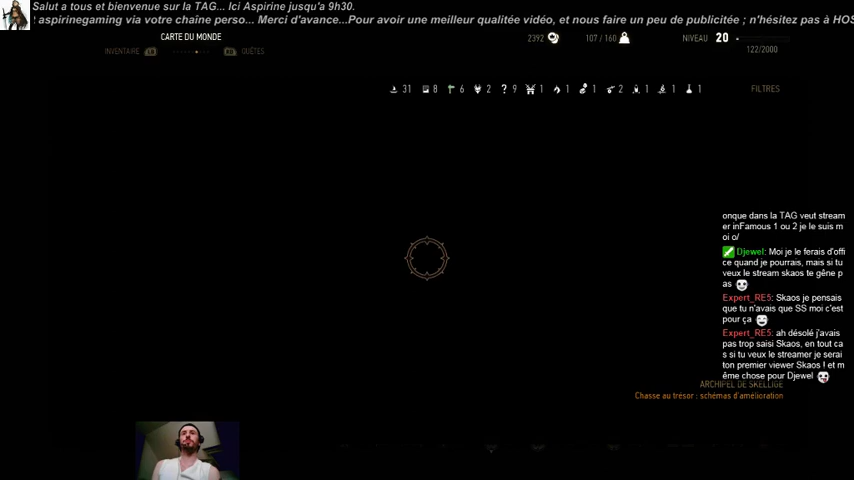 Salut a tous et bienvenue sur la TAG... Ici Aspirine jusqu'a 9h30.
aspirinegaming via votre chaîne perso... Merci d'avance...Pour avoir une meilleur qualitée vidéo, et nous faire un peu de publicitée ; n'hésitez pas à HOS
CARTE DU MONDE
2392
107 / 160
NIVEAU 20
122/2000
INVENTAIRE LB
RB QUÊTES
31 8 6 2 ? 9 1 1 1 2 1 1 1
FILTRES
onque dans la TAG veut stream
er inFamous 1 ou 2 je le suis m
oi o/
Djewel: Moi je le ferais d'offi
ce quand je pourrais, mais si tu
veux le stream skaos te gêne p
as
Expert_RE5: Skaos je pensais
que tu n'avais que SS moi c'est
pour ça
Expert_RE5: ah désolé j'avais
pas trop saisi Skaos, en tout ca
s si tu veux le streamer je serai
ton premier viewer Skaos ! et m
ême chose pour Djewel
ARCHIPEL DE SKELLIGE
Chasse au trésor : schémas d'amélioration